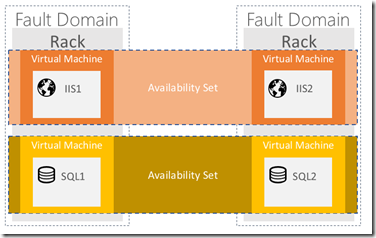 Fault Domain
Fault Domain
Rack
Rack
Virtual Machine
Virtual Machine
IIS1
Availability Set
IIS2
Virtual Machine
Virtual Machine
SQL1
Availability Set
SQL2